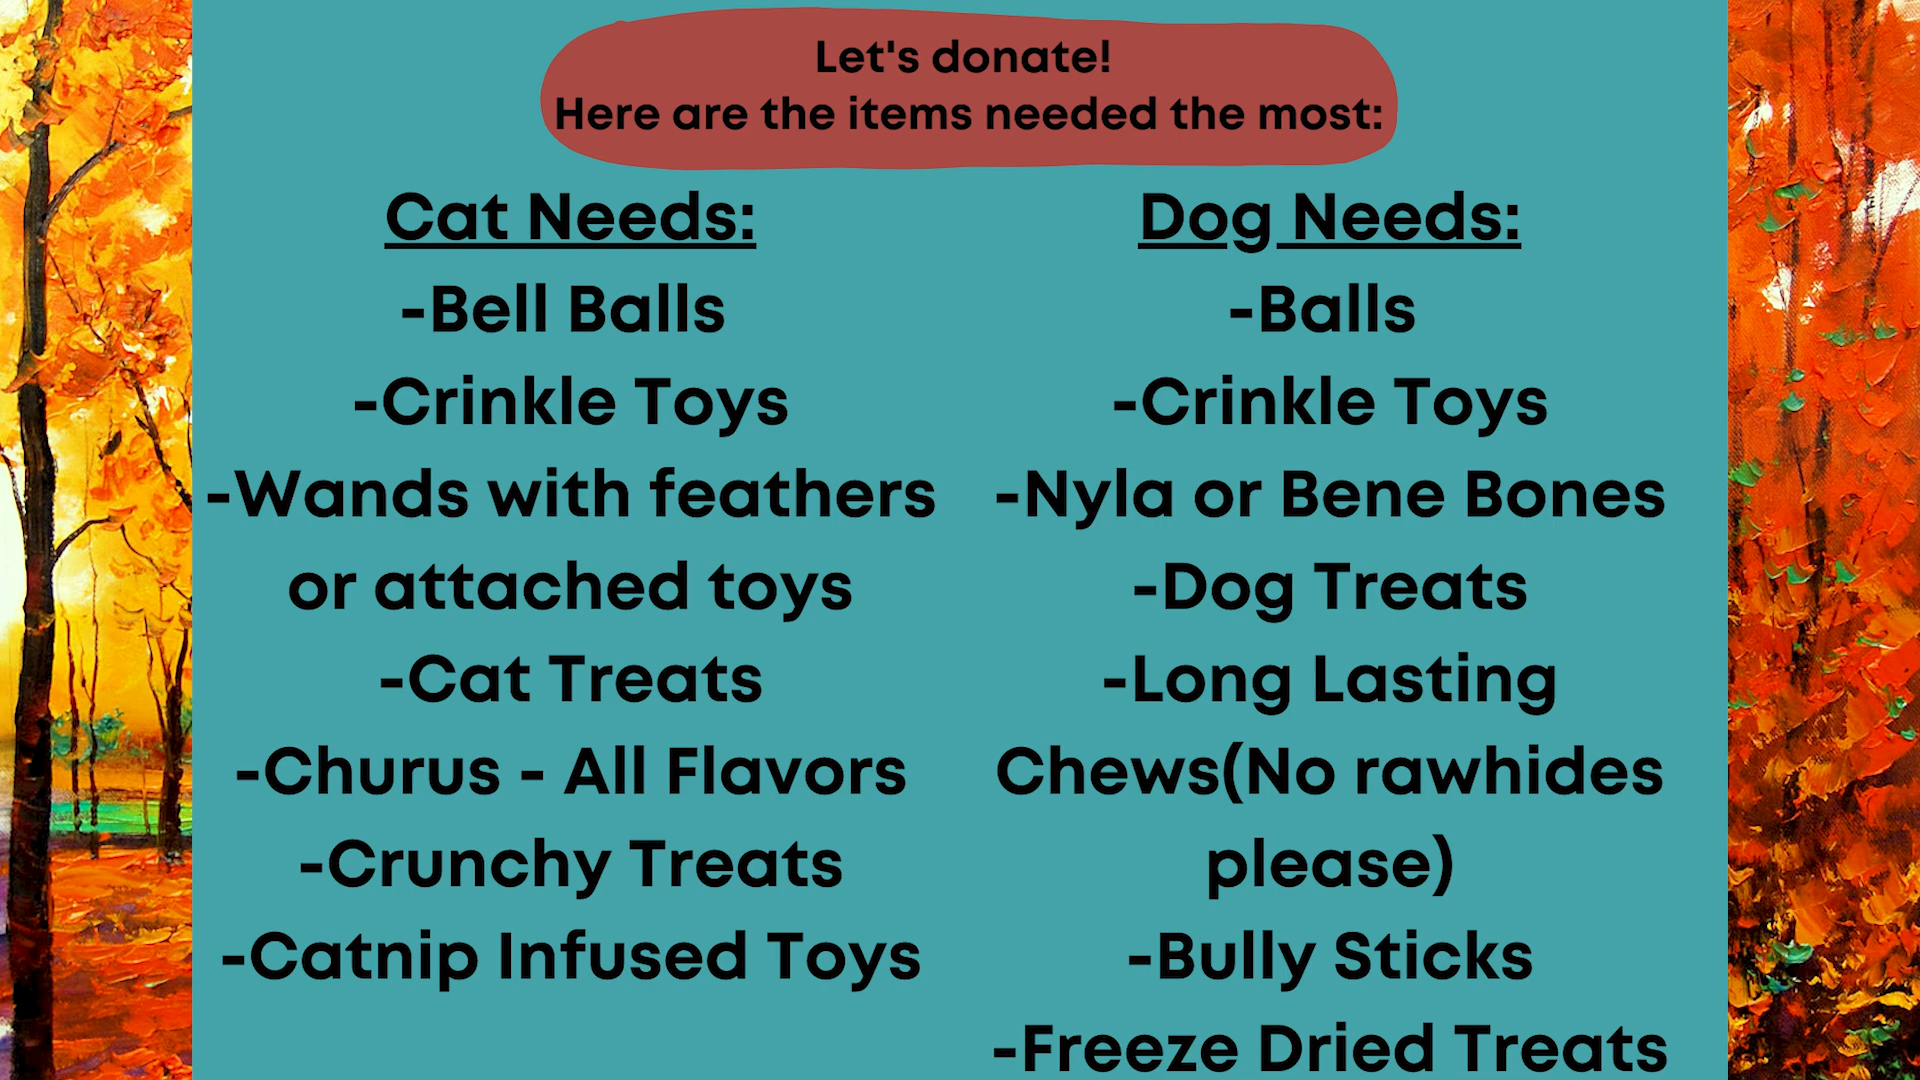 Let's donate!
Here are the items needed the most:
Cat Needs:
-Bell Balls
-Crinkle Toys
-Wands with feathers
or attached toys
-Cat Treats
-Churus - All Flavors
-Crunchy Treats
-Catnip Infused Toys
Dog Needs:
-Balls
-Crinkle Toys
-Nyla or Bene Bones
-Dog Treats
-Long Lasting
Chews(No rawhides
please)
-Bully Sticks
-Freeze Dried Treats